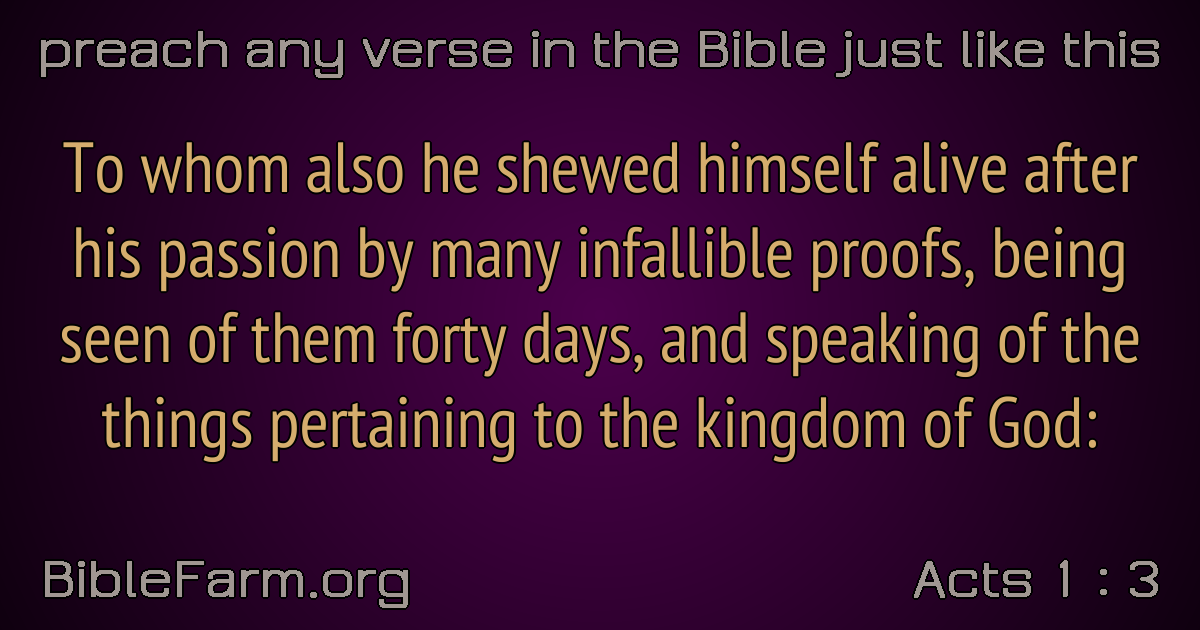 preach any verse in the Bible just like this
To whom also he shewed himself alive after
his passion by many infallible proofs, being
seen of them forty days, and speaking of the
things pertaining to the kingdom of God:
BibleFarm.org
Acts 1 : 3